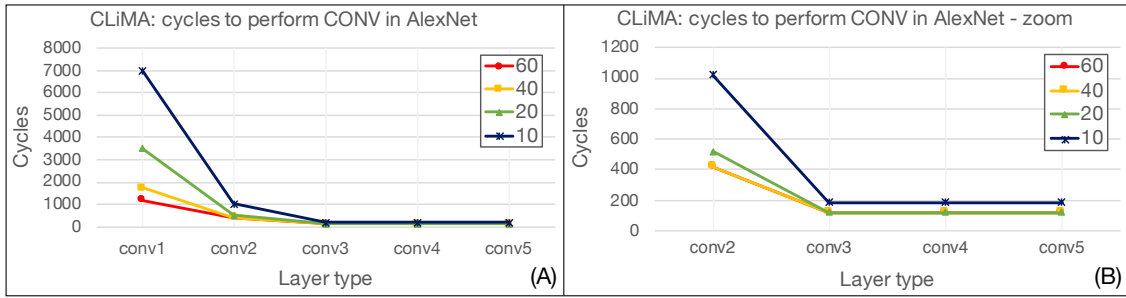 CLiMA: cycles to perform CONV in AlexNet
8000
7000
6000
5000
4000
3000
2000
1000
0
Cycles
60
40
20
10
conv1 conv2 conv3 conv4 conv5
Layer type
(A)
CLiMA: cycles to perform CONV in AlexNet - zoom
1200
1000
800
600
400
200
0
Cycles
60
40
20
10
conv2 conv3 conv4 conv5
Layer type
(B)